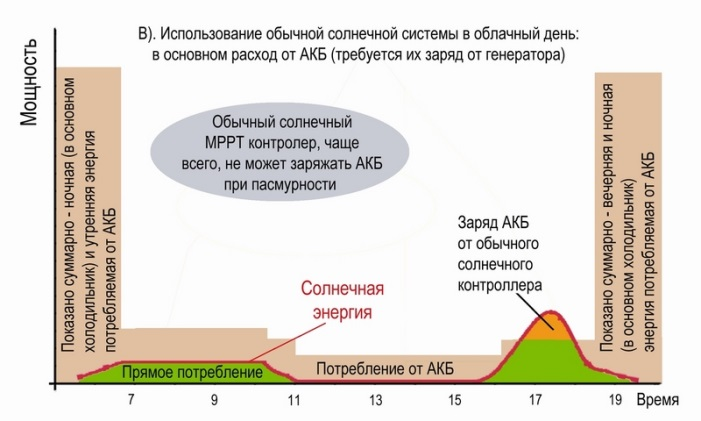 В). Использование обычной солнечной системы в облачный день:
в основном расход от АКБ (требуется их заряд от генератора)
Мощность
Показано суммарно - ночная (в основном
холодильник) и утренняя энергия
потребляемая от АКБ
Обычный солнечный
МРРТ контролер, чаще
всего, не может заряжать АКБ
при пасмурности
Заряд АКБ
от обычого
солнечного
контроллера
Показано суммарно - вечерняя и ночная
(в основном холодильник)
энергия потребляемая от АКБ
Солнечная
энергия
Прямое потребление
Потребление от АКБ
7 9 11 13 15 17 19 Время